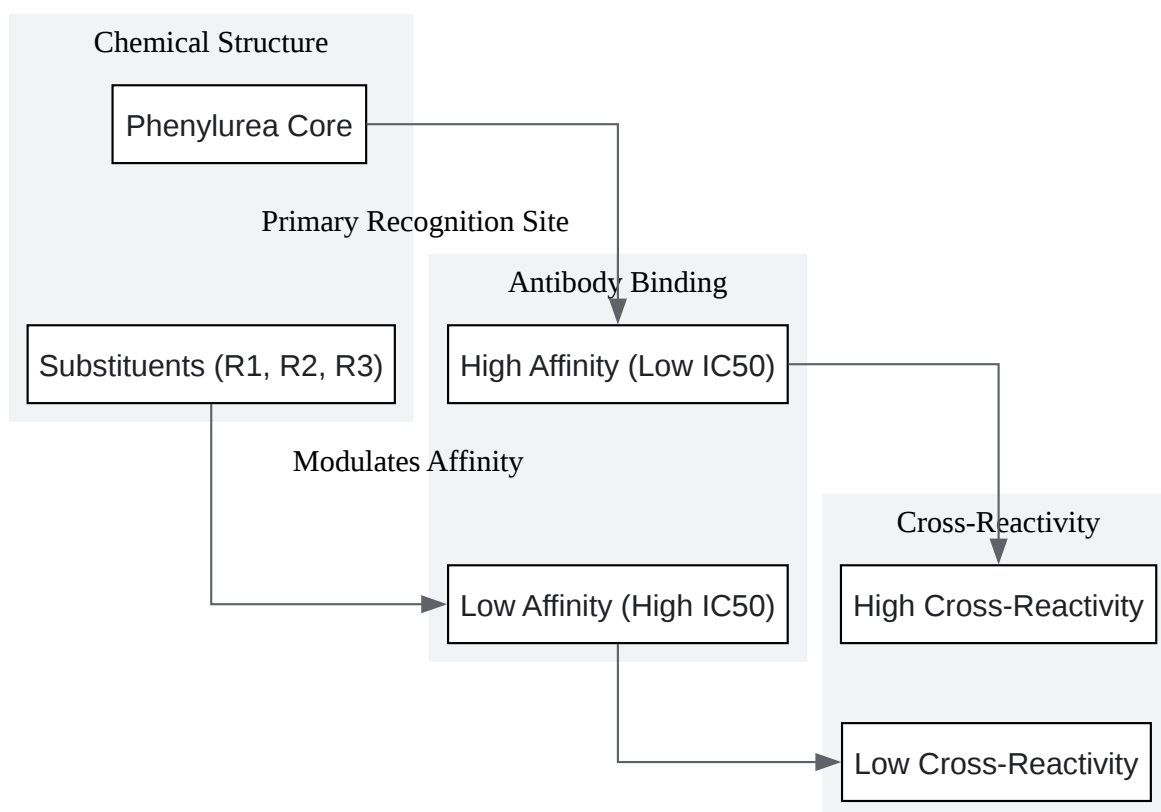 Chemical Structure
Phenylurea Core
Primary Recognition Site
Antibody Binding
Substituents (R1, R2, R3)
High Affinity (Low IC50)
Modulates Affinity
Cross-Reactivity
Low Affinity (High IC50)
High Cross-Reactivity
Low Cross-Reactivity